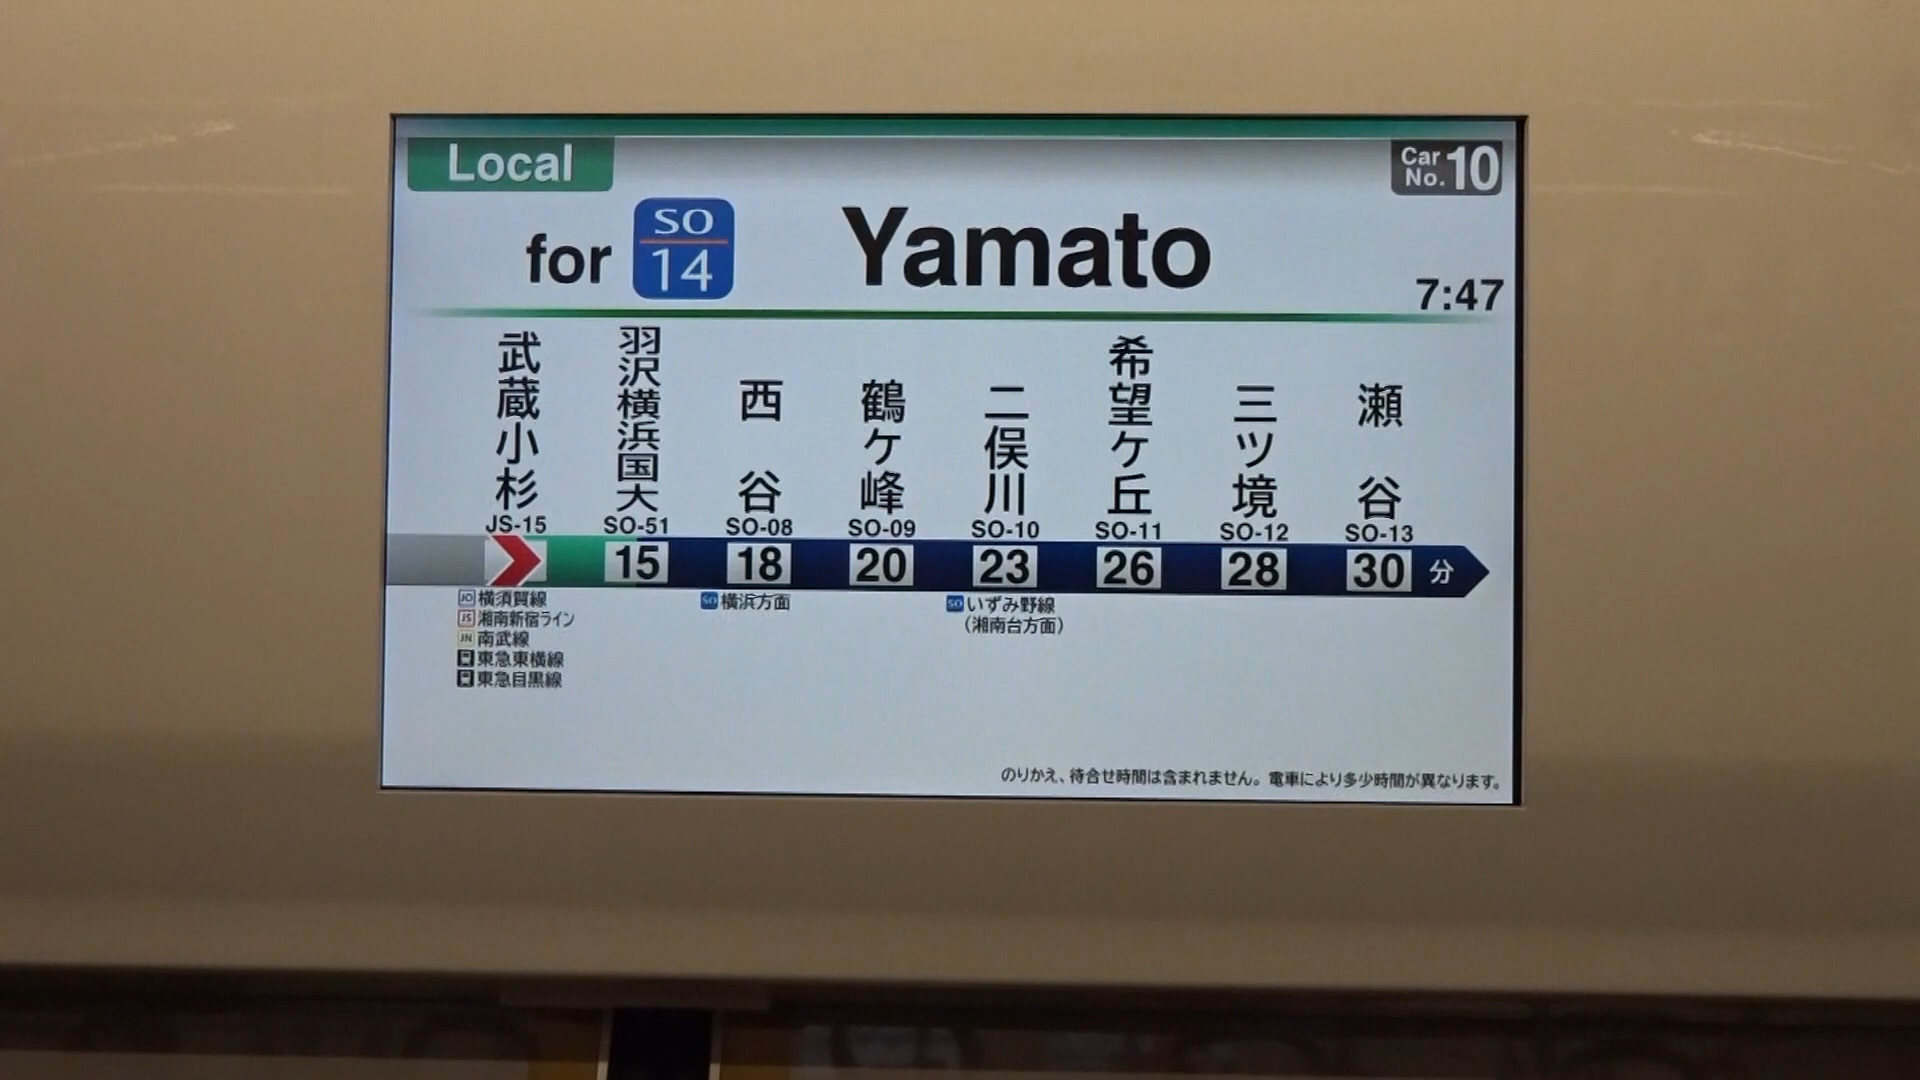 Local
Car No. 10
for SO 14 Yamato
7:47
武蔵小杉
羽沢横浜国大
西谷
鶴ケ峰
二俣川
希望ケ丘
三ツ境
瀬谷
JS-15 SO-51 SO-08 SO-09 SO-10 SO-11 SO-12 SO-13
15 18 20 23 26 28 30 分
JO 横須賀線
JS 湘南新宿ライン
JN 南武線
東急東横線
東急目黒線
SO 横浜方面
SO いずみ野線
（湘南台方面）
のりかえ、待合せ時間は含まれません。電車により多少時間が異なります。